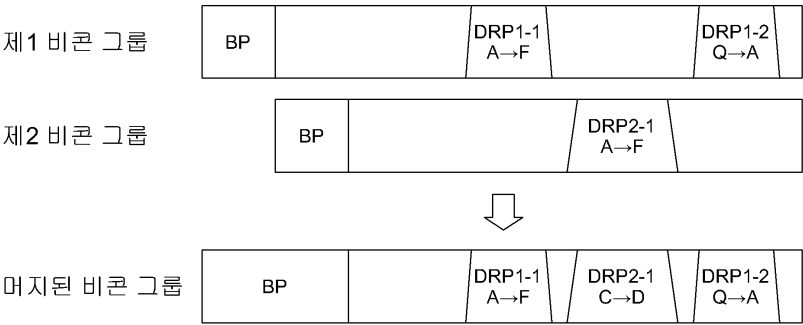 제1 비콘 그룹
BP
DRP1-1
A→F
DRP1-2
Q→A
제2 비콘 그룹
BP
DRP2-1
A→F
머지된 비콘 그룹
BP
DRP1-1
A→F
DRP2-1
C→D
DRP1-2
Q→A